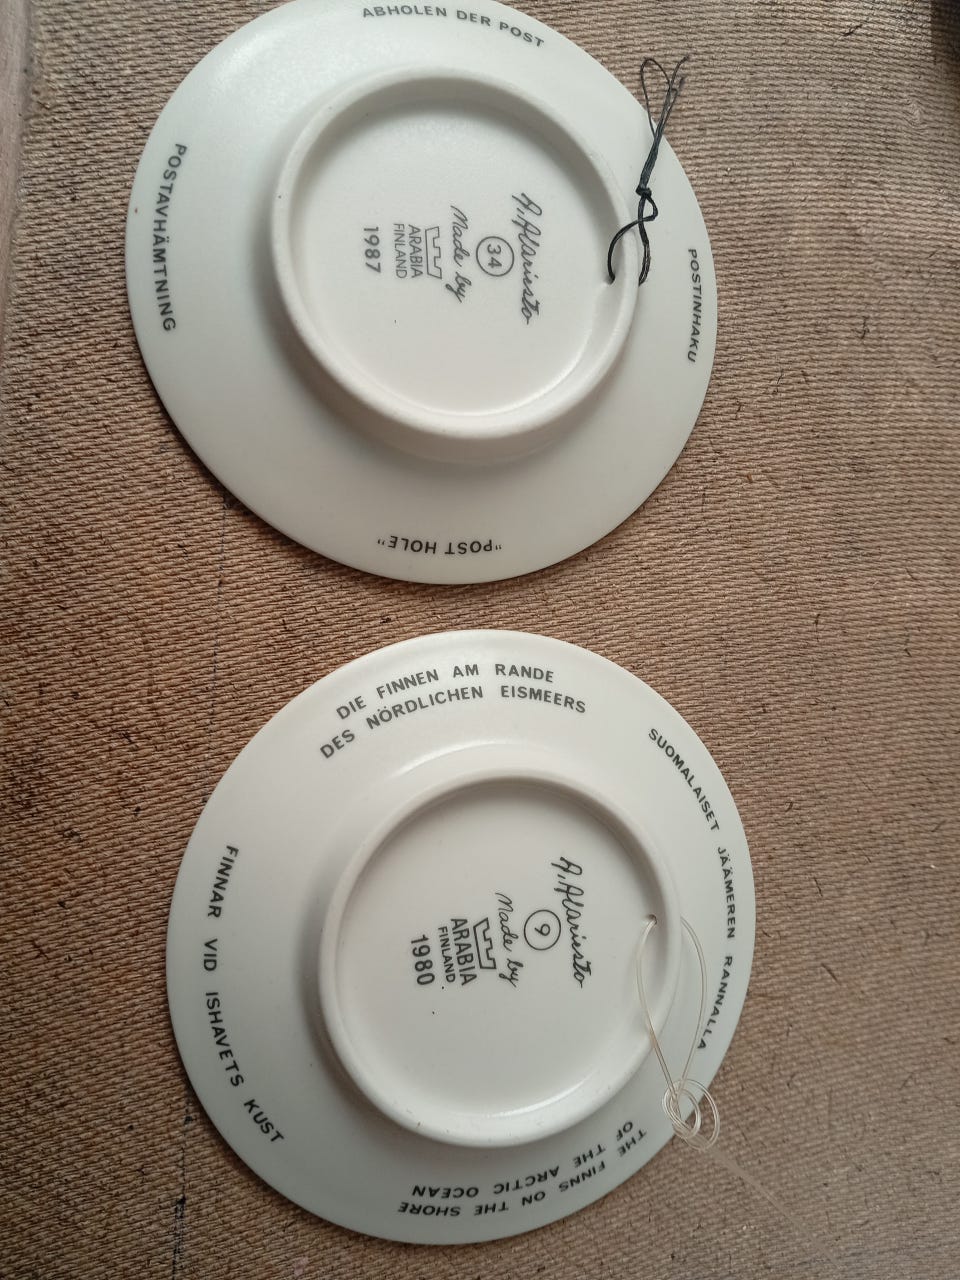 ABHOLEN DER POST
POSTINHAKU
"POST HOLE"
POSTAVHÄMTNING
A. Alariesto
34
Made by
ARABIA
FINLAND
1987
DIE FINNEN AM RANDE
DES NÖRDLICHEN EISMEERS
SUOMALAISET JÄÄMEREN RANNALLA
THE FINNS ON THE SHORE
OF THE ARCTIC OCEAN
FINNAR VID ISHAVETS KUST
A. Alariesto
9
Made by
ARABIA
FINLAND
1980